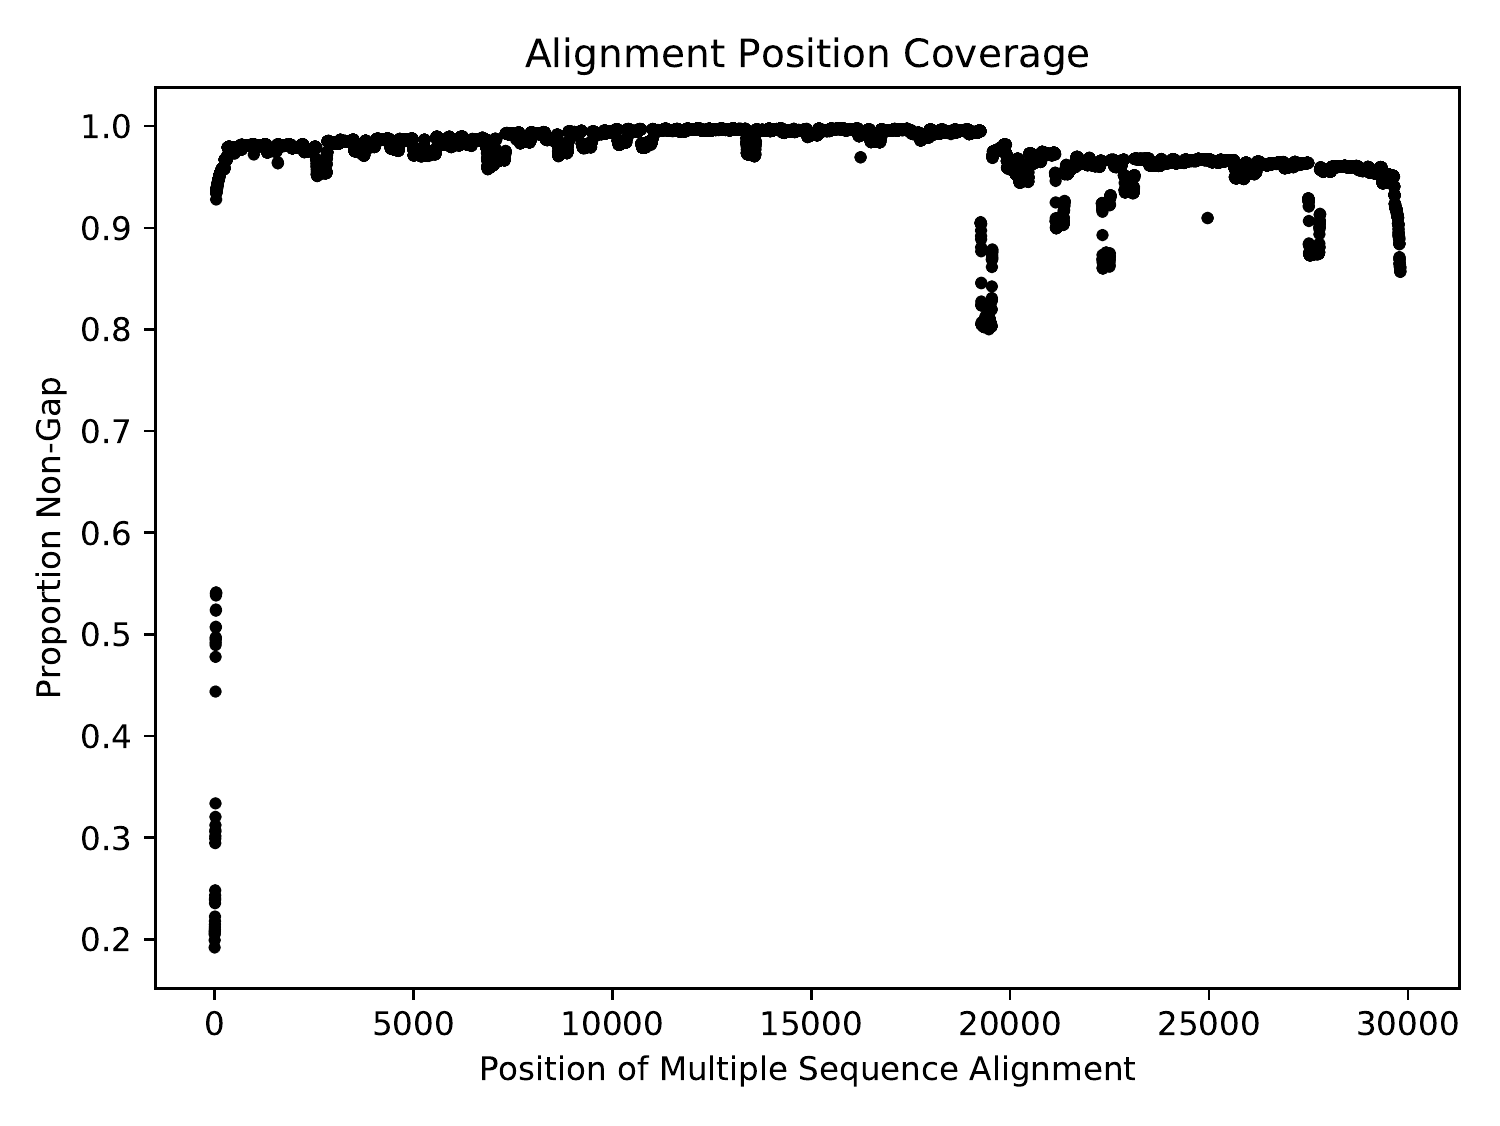 Alignment Position Coverage
Proportion Non-Gap
1.0
0.9
0.8
0.7
0.6
0.5
0.4
0.3
0.2
0 5000 10000 15000 20000 25000 30000
Position of Multiple Sequence Alignment